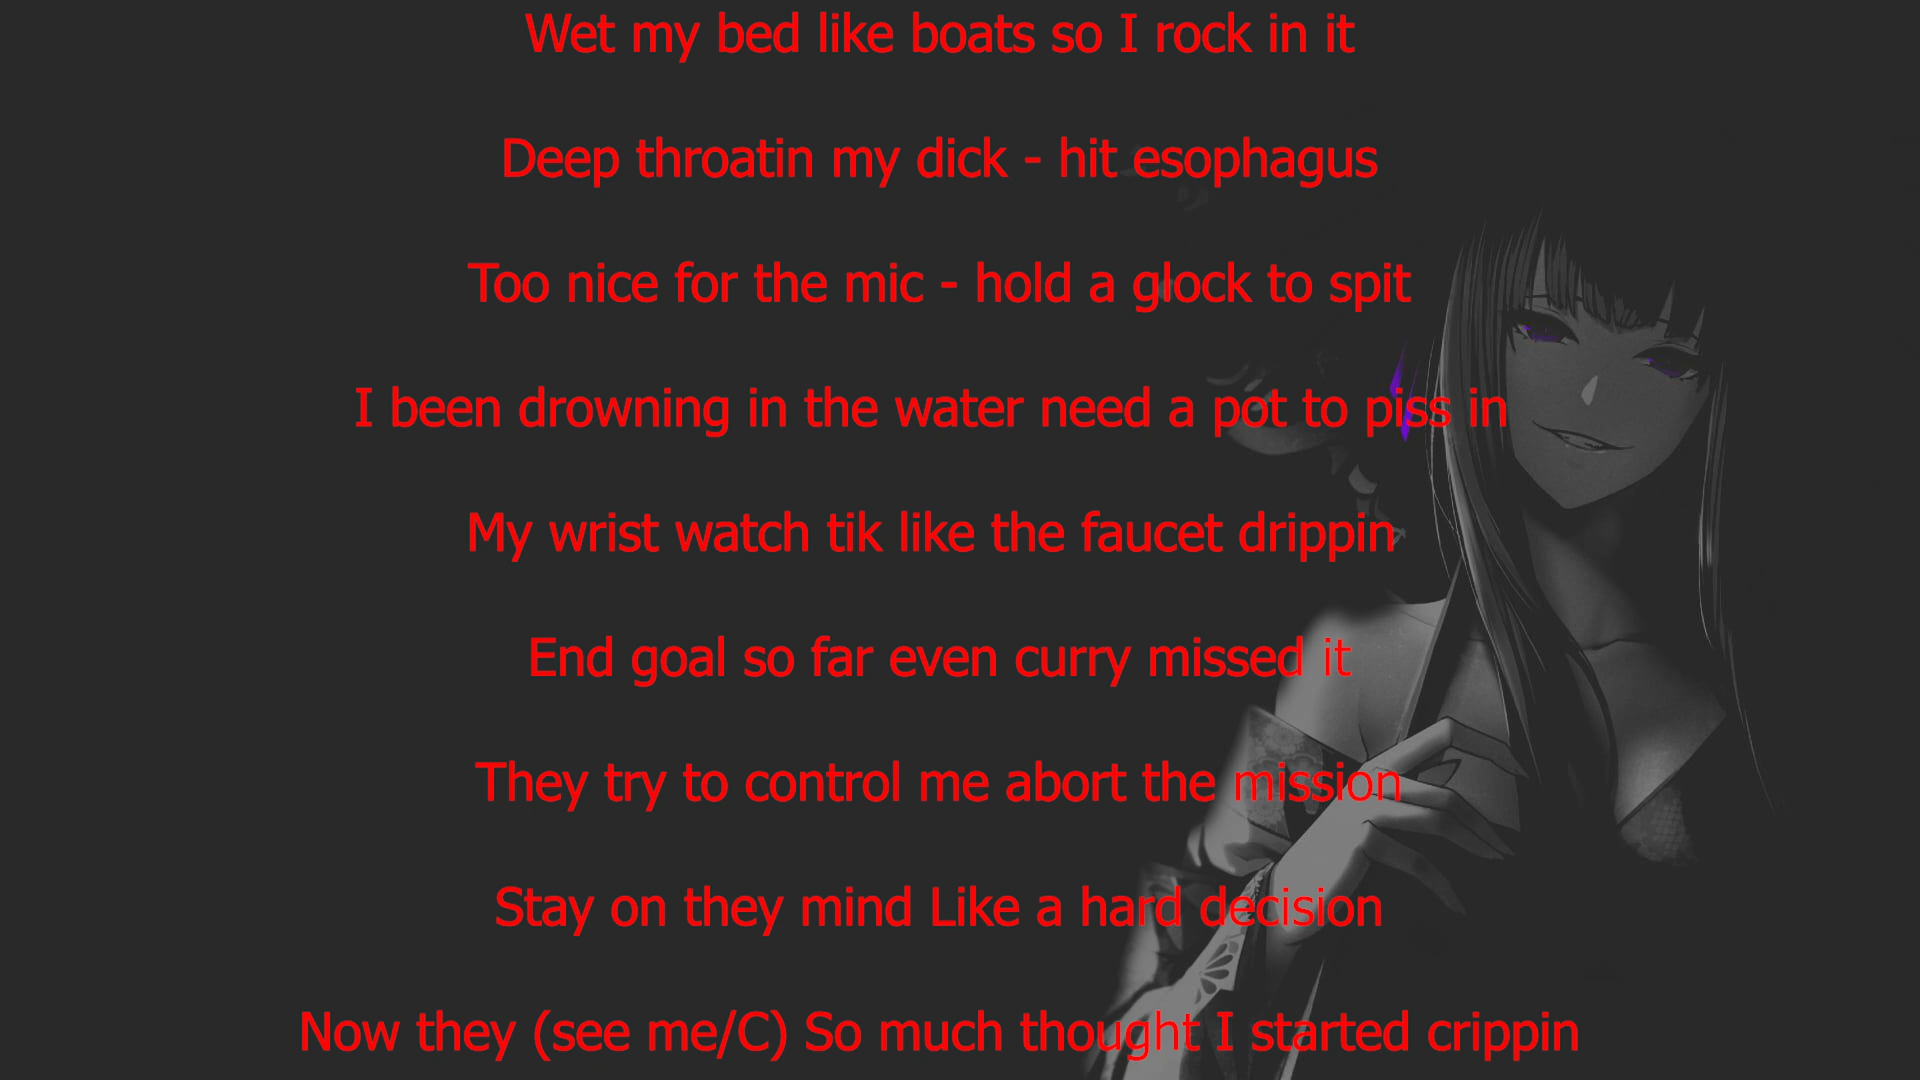 Wet my bed like boats so I rock in it
Deep throatin my dick - hit esophagus
Too nice for the mic - hold a glock to spit
I been drowning in the water need a pot to piss in
My wrist watch tik like the faucet drippin
End goal so far even curry missed it
They try to control me abort the mission
Stay on they mind Like a hard decision
Now they (see me/C) So much thought I started crippin